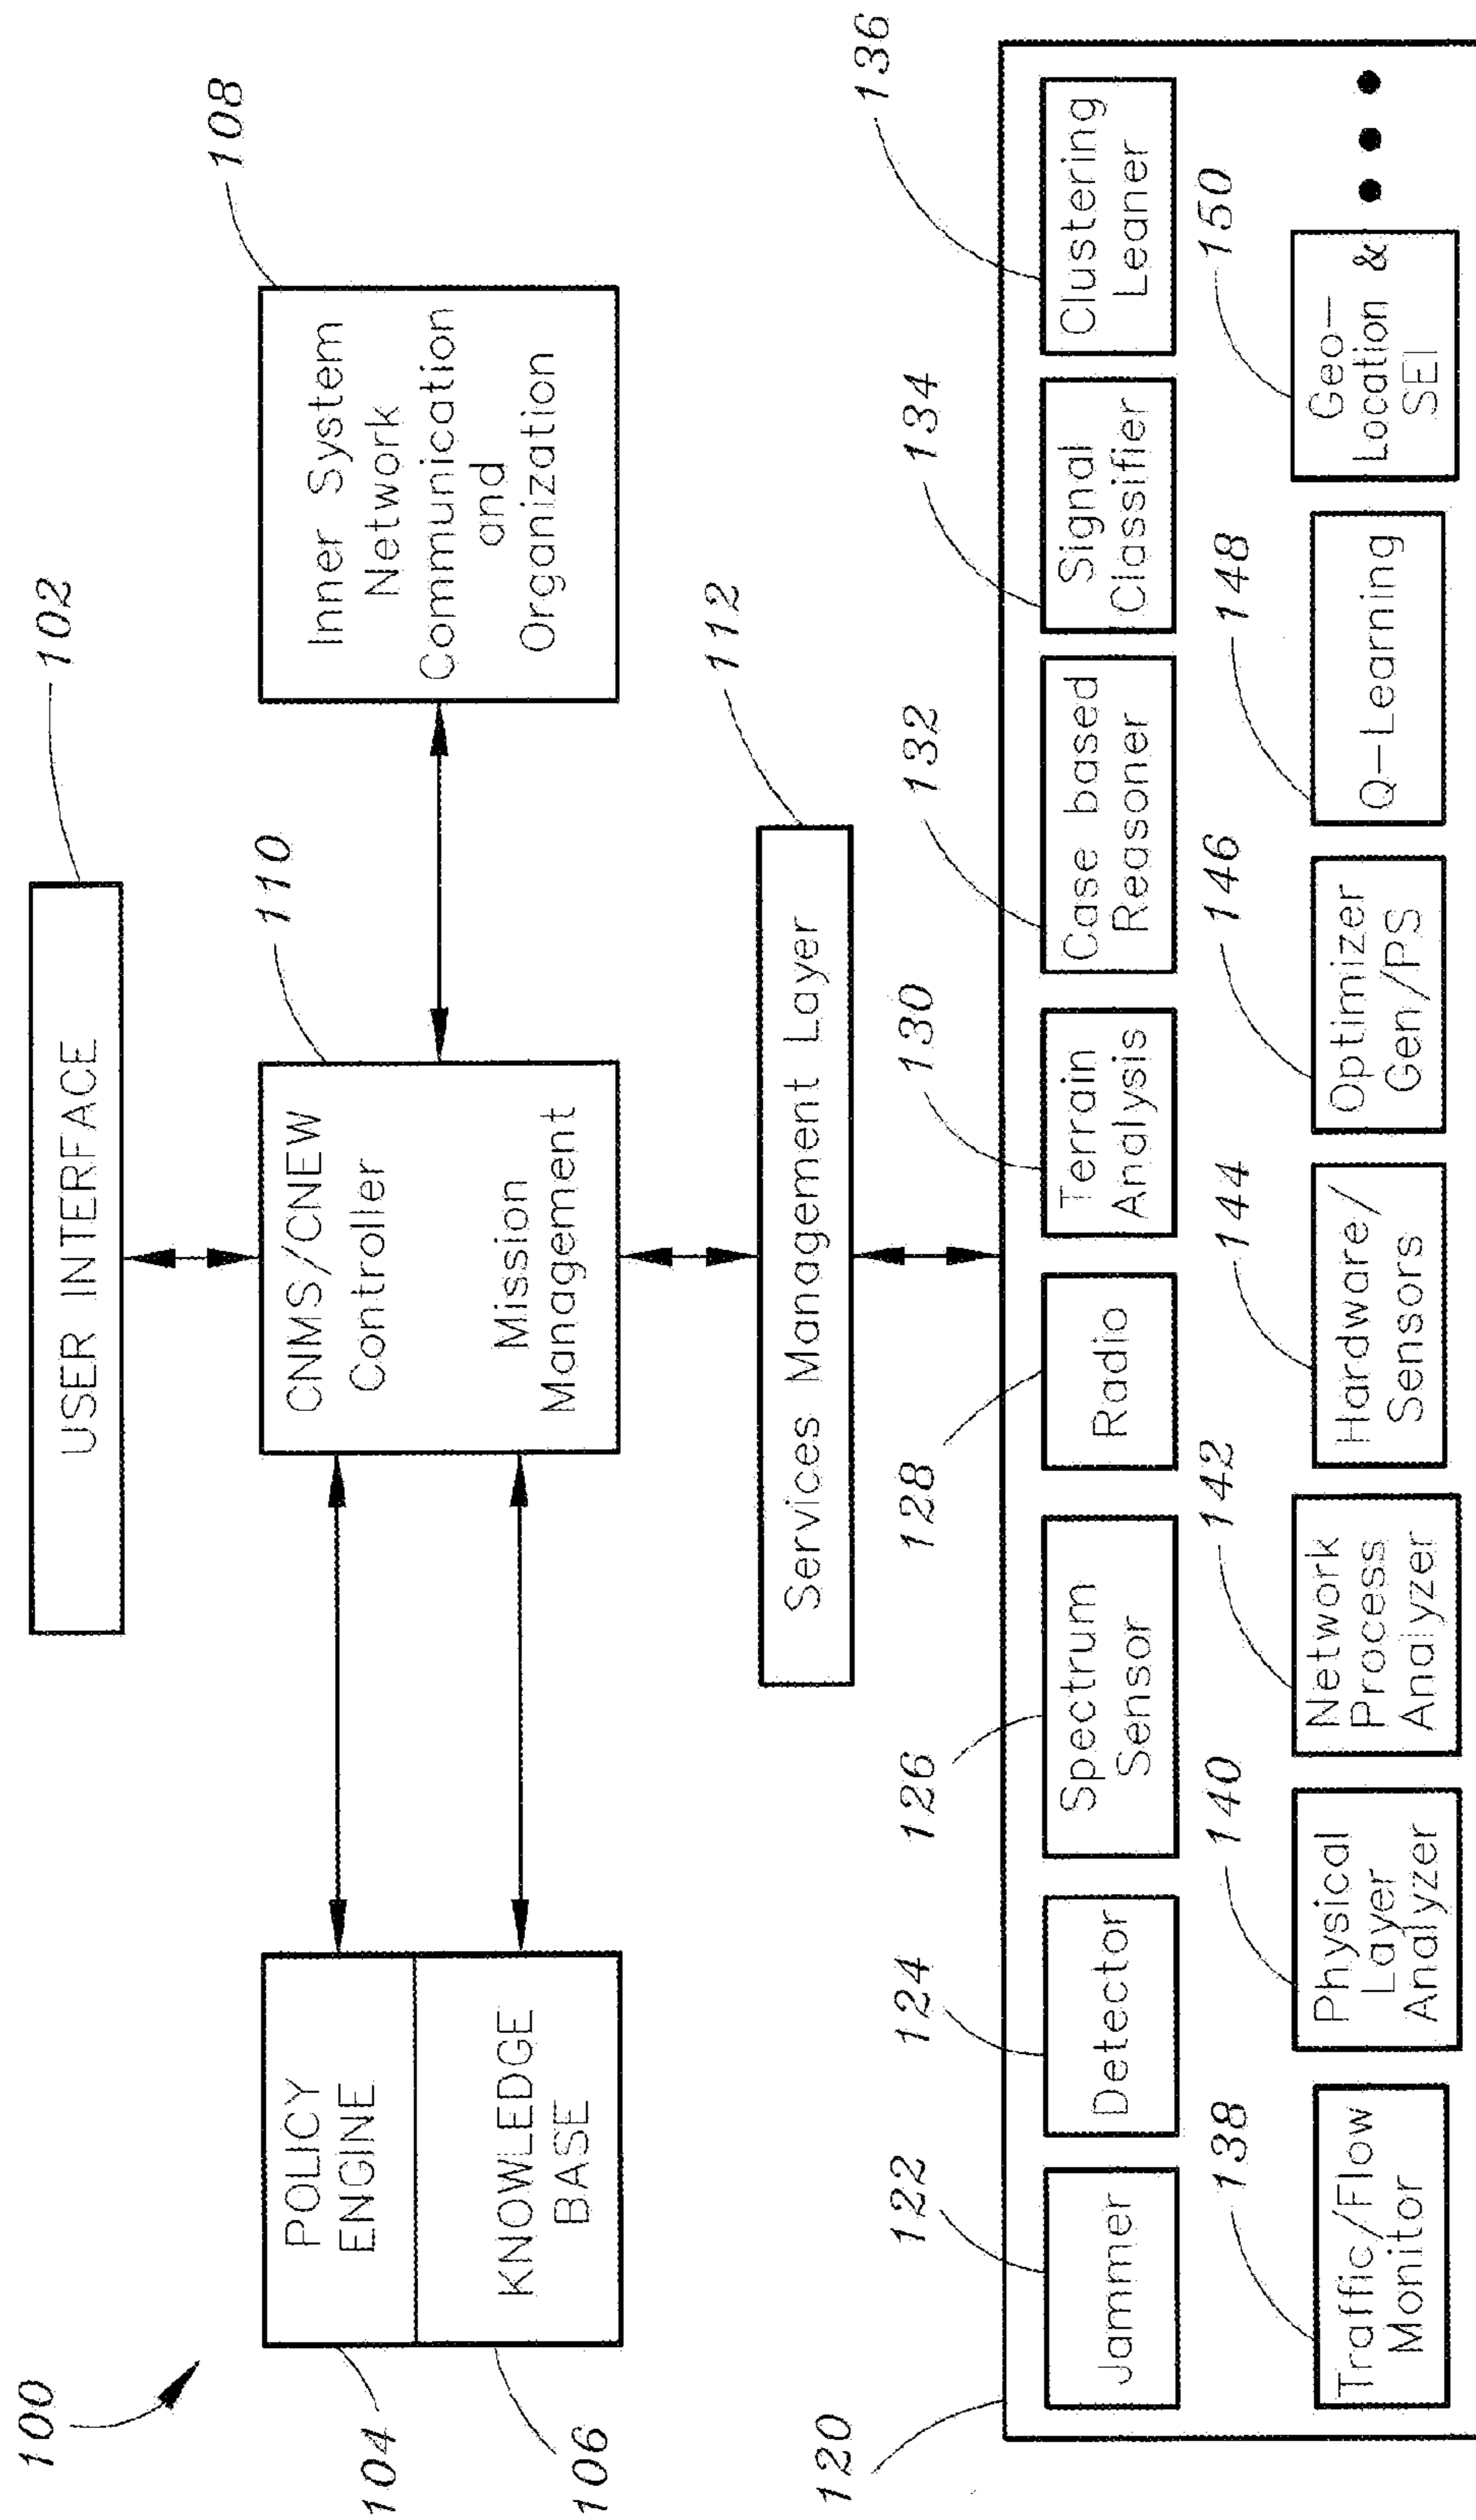 100
USER INTERFACE
102
POLICY
ENGINE
104
KNOWLEDGE
BASE
106
CNMS/CNEW
Controller
Mission
Management
110
Inner System
Network
Communication
and
Organization
108
Services Management Layer
112
120
122
Jammer
124
Detector
126
Spectrum
Sensor
128
Radio
130
Terrain
Analysis
132
Case based
Reasoner
134
Signal
Classifier
136
Clustering
Leaner
138
Traffic/Flow
Monitor
140
Physical
Layer
Analyzer
142
Network
Process
Analyzer
144
Hardware/
Sensors
146
Optimizer
Gen/PS
148
Q-Learning
150
Geo-
Location &
SEI